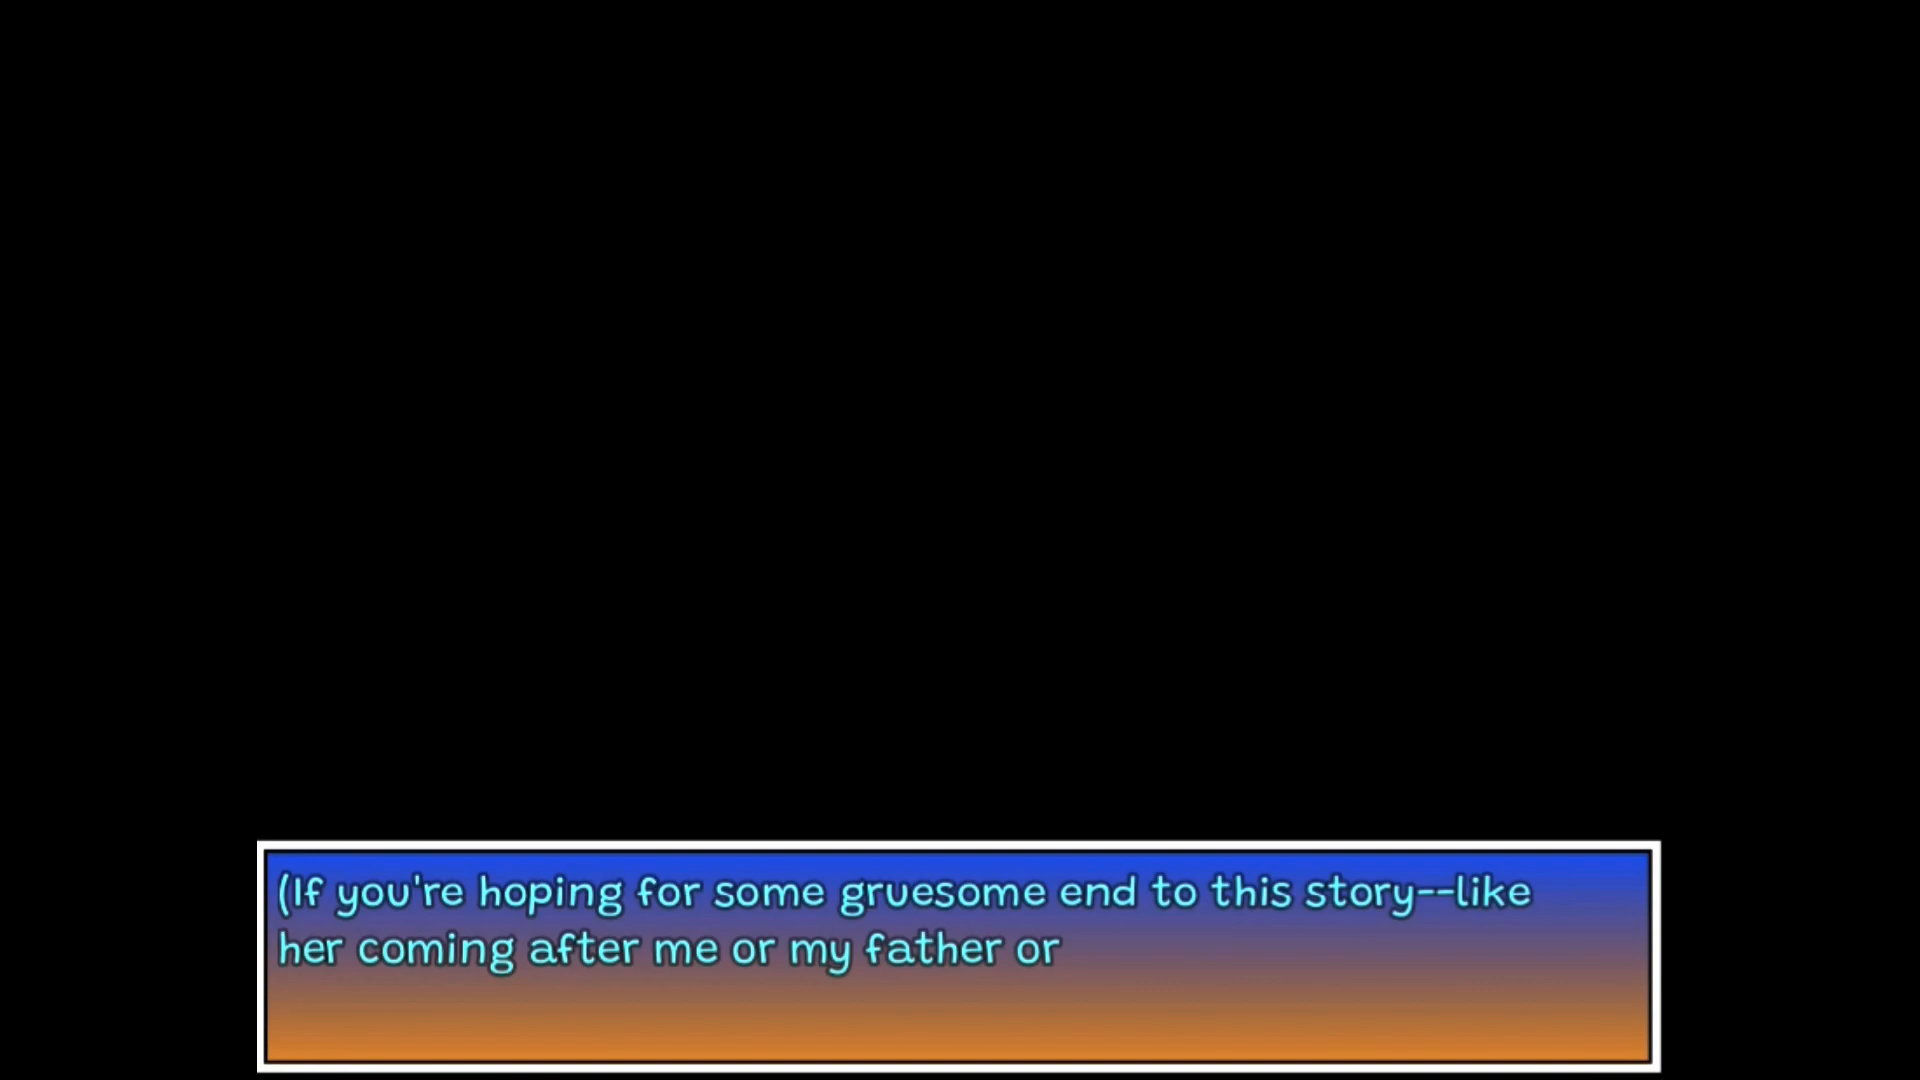 (If you're hoping for some gruesome end to this story--like
her coming after me or my father or